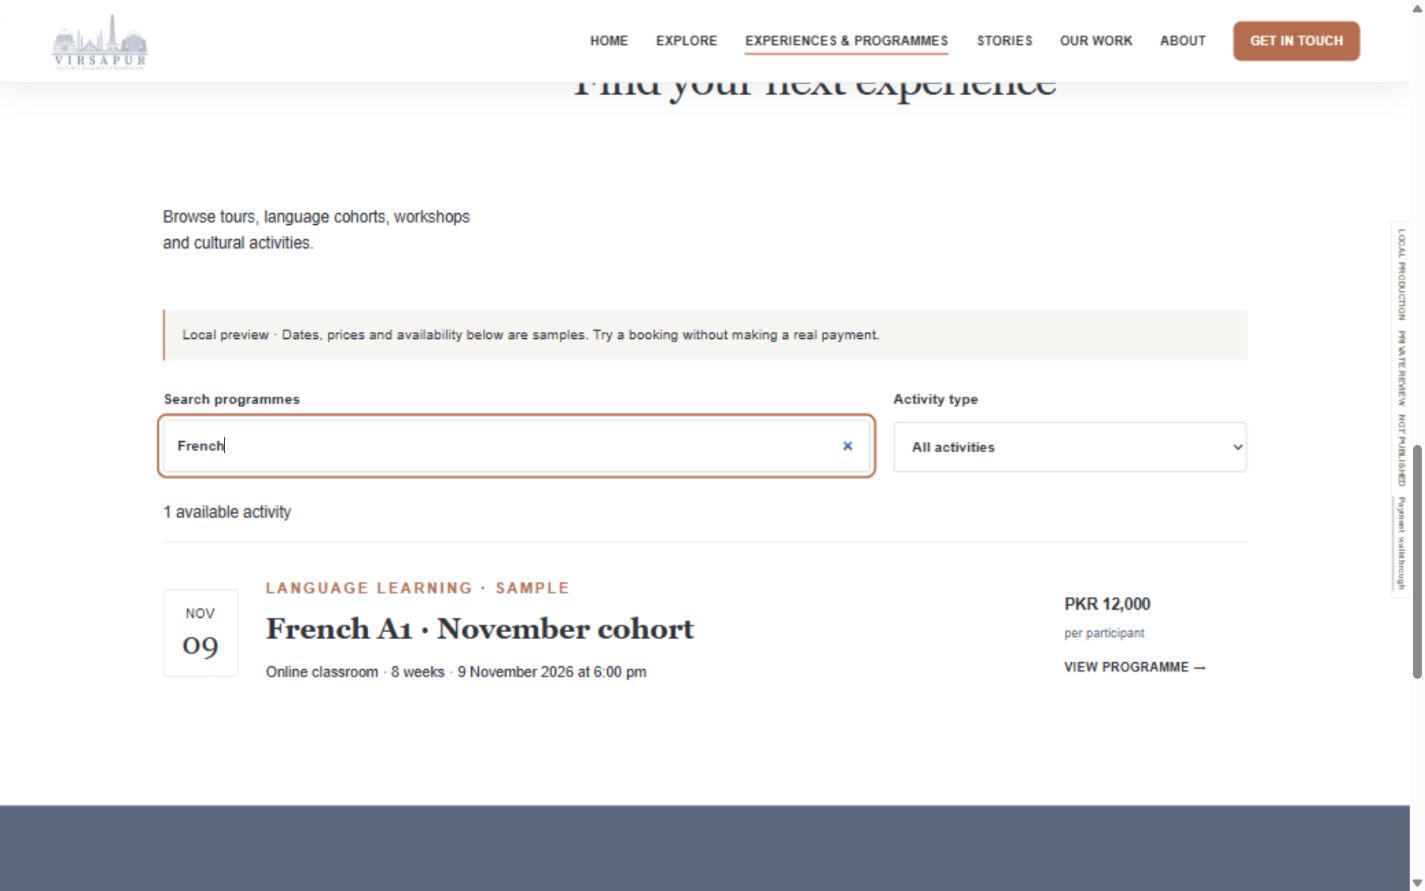 VIRSAPUR
HOME
EXPLORE
EXPERIENCES & PROGRAMMES
STORIES
OUR WORK
ABOUT
GET IN TOUCH
Find your next experience
Browse tours, language cohorts, workshops
and cultural activities.
Local preview · Dates, prices and availability below are samples. Try a booking without making a real payment.
Search programmes
French
×
Activity type
All activities
1 available activity
NOV
09
LANGUAGE LEARNING · SAMPLE
French A1 · November cohort
Online classroom · 8 weeks · 9 November 2026 at 6:00 pm
PKR 12,000
per participant
VIEW PROGRAMME →
LOCAL PRODUCTION
PRIVATE REVIEW
NOT PUBLISHED
Payment walkthrough